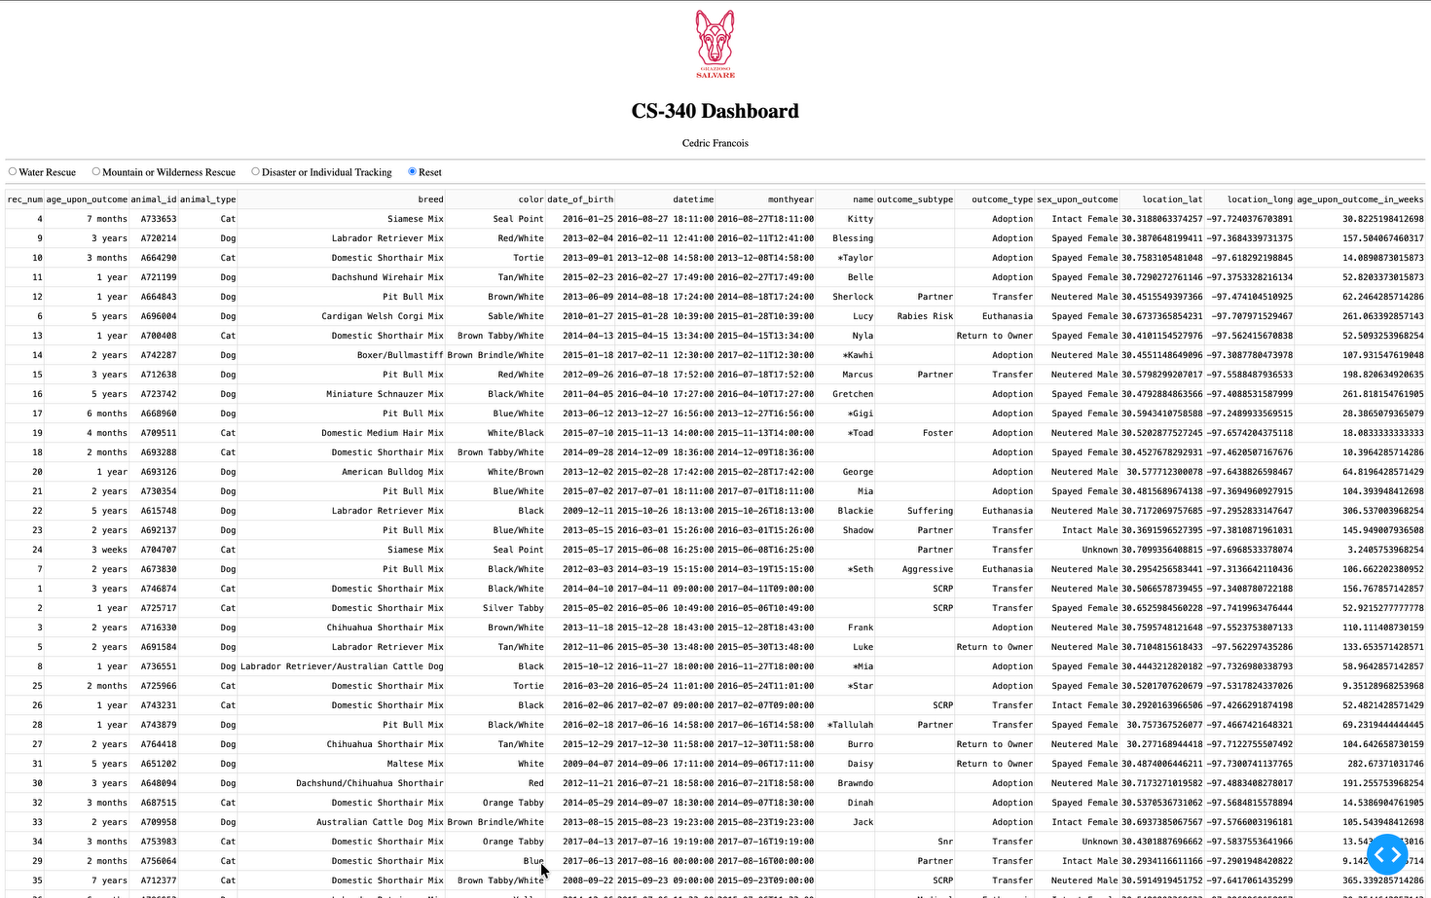 GRAZIOSO
SALVARE
CS-340 Dashboard
Cedric Francois
Water Rescue Mountain or Wilderness Rescue Disaster or Individual Tracking Reset
rec_num age_upon_outcome animal_id animal_type breed color date_of_birth datetime monthyear name outcome_subtype outcome_type sex_upon_outcome location_lat location_long age_upon_outcome_in_weeks
4 7 months A733653 Cat Siamese Mix Seal Point 2016-01-25 2016-08-27 18:11:00 2016-08-27T18:11:00 Kitty Adoption Intact Female 30.3188063374257 -97.7240376703891 30.8225198412698
9 3 years A720214 Dog Labrador Retriever Mix Red/White 2013-02-04 2016-02-11 12:41:00 2016-02-11T12:41:00 Blessing Adoption Spayed Female 30.3870648199411 -97.3684339731375 157.504067460317
10 3 months A664290 Cat Domestic Shorthair Mix Tortie 2013-09-01 2013-12-08 14:58:00 2013-12-08T14:58:00 *Taylor Adoption Spayed Female 30.7583105481048 -97.618292198845 14.0890873015873
11 1 year A721199 Dog Dachshund Wirehair Mix Tan/White 2015-02-23 2016-02-27 17:49:00 2016-02-27T17:49:00 Belle Adoption Spayed Female 30.7290272761146 -97.3753328216134 52.8203373015873
12 1 year A664843 Dog Pit Bull Mix Brown/White 2013-06-09 2014-08-18 17:24:00 2014-08-18T17:24:00 Sherlock Partner Transfer Neutered Male 30.4515549397366 -97.474104510925 62.2464285714286
6 5 years A696004 Dog Cardigan Welsh Corgi Mix Sable/White 2010-01-27 2015-01-28 10:39:00 2015-01-28T10:39:00 Lucy Rabies Risk Euthanasia Spayed Female 30.6737365854231 -97.707971529467 261.063392857143
13 1 year A700408 Cat Domestic Shorthair Mix Brown Tabby/White 2014-04-13 2015-04-15 13:34:00 2015-04-15T13:34:00 Nyla Return to Owner Spayed Female 30.4101154527976 -97.562415670838 52.5093253968254
14 2 years A742287 Dog Boxer/Bullmastiff Brown Brindle/White 2015-01-18 2017-02-11 12:30:00 2017-02-11T12:30:00 *Kawhi Adoption Neutered Male 30.4551148649096 -97.3087780473978 107.931547619048
15 3 years A712638 Dog Pit Bull Mix Red/White 2012-09-26 2016-07-18 17:52:00 2016-07-18T17:52:00 Marcus Partner Transfer Neutered Male 30.5798299207017 -97.5588487936533 198.820634920635
16 5 years A723742 Dog Miniature Schnauzer Mix Black/White 2011-04-05 2016-04-10 17:27:00 2016-04-10T17:27:00 Gretchen Adoption Spayed Female 30.4792884863566 -97.4088531587999 261.818154761905
17 6 months A668960 Dog Pit Bull Mix Blue/White 2013-06-12 2013-12-27 16:56:00 2013-12-27T16:56:00 *Gigi Adoption Spayed Female 30.5943410758588 -97.2489933569515 28.3865079365079
19 4 months A709511 Cat Domestic Medium Hair Mix White/Black 2015-07-10 2015-11-13 14:00:00 2015-11-13T14:00:00 *Toad Foster Adoption Neutered Male 30.5202877527245 -97.6574204375118 18.0833333333333
18 2 months A693288 Cat Domestic Shorthair Mix Brown Tabby/White 2014-09-28 2014-12-09 18:36:00 2014-12-09T18:36:00 Adoption Spayed Female 30.4527678292931 -97.4620507167676 10.3964285714286
20 1 year A693126 Dog American Bulldog Mix White/Brown 2013-12-02 2015-02-28 17:42:00 2015-02-28T17:42:00 George Adoption Neutered Male 30.577712300078 -97.6438826598467 64.8196428571429
21 2 years A730354 Dog Pit Bull Mix Blue/White 2015-07-02 2017-07-01 18:11:00 2017-07-01T18:11:00 Mia Adoption Spayed Female 30.4815689674138 -97.3694960927915 104.393948412698
22 5 years A615748 Dog Labrador Retriever Mix Black 2009-12-11 2015-10-26 18:13:00 2015-10-26T18:13:00 Blackie Suffering Euthanasia Neutered Male 30.7172069757685 -97.2952833147647 306.537003968254
23 2 years A692137 Dog Pit Bull Mix Blue/White 2013-05-15 2016-03-01 15:26:00 2016-03-01T15:26:00 Shadow Partner Transfer Intact Male 30.3691596527395 -97.3810871961031 145.949007936508
24 3 weeks A704707 Cat Siamese Mix Seal Point 2015-05-17 2015-06-08 16:25:00 2015-06-08T16:25:00 Partner Transfer Unknown 30.7099356408815 -97.6968533378074 3.2405753968254
7 2 years A673830 Dog Pit Bull Mix Black/White 2012-03-03 2014-03-19 15:15:00 2014-03-19T15:15:00 *Seth Aggressive Euthanasia Neutered Male 30.2954256583441 -97.3136642110436 106.662202380952
1 3 years A746874 Cat Domestic Shorthair Mix Black/White 2014-04-10 2017-04-11 09:00:00 2017-04-11T09:00:00 SCRP Transfer Neutered Male 30.5066578739455 -97.3408780722188 156.767857142857
2 1 year A725717 Cat Domestic Shorthair Mix Silver Tabby 2015-05-02 2016-05-06 10:49:00 2016-05-06T10:49:00 SCRP Transfer Spayed Female 30.6525984560228 -97.7419963476444 52.9215277777778
3 2 years A716330 Dog Chihuahua Shorthair Mix Brown/White 2013-11-18 2015-12-28 18:43:00 2015-12-28T18:43:00 Frank Adoption Neutered Male 30.7595748121648 -97.5523753807133 110.111408730159
5 2 years A691584 Dog Labrador Retriever Mix Tan/White 2012-11-06 2015-05-30 13:48:00 2015-05-30T13:48:00 Luke Return to Owner Neutered Male 30.7104815618433 -97.562297435286 133.653571428571
8 1 year A736551 Dog Labrador Retriever/Australian Cattle Dog Black 2015-10-12 2016-11-27 18:00:00 2016-11-27T18:00:00 *Mia Adoption Spayed Female 30.4443212820182 -97.7326980338793 58.9642857142857
25 2 months A725966 Cat Domestic Shorthair Mix Tortie 2016-03-20 2016-05-24 11:01:00 2016-05-24T11:01:00 *Star Adoption Spayed Female 30.5201707620679 -97.5317824337026 9.35128968253968
26 1 year A743231 Cat Domestic Shorthair Mix Black 2016-02-06 2017-02-07 09:00:00 2017-02-07T09:00:00 SCRP Transfer Intact Female 30.2920163966506 -97.4266291874198 52.4821428571429
28 1 year A743879 Dog Pit Bull Mix Black/White 2016-02-18 2017-06-16 14:58:00 2017-06-16T14:58:00 *Tallulah Partner Transfer Spayed Female 30.757367526077 -97.4667421648321 69.2319444444445
27 2 years A764418 Dog Chihuahua Shorthair Mix Tan/White 2015-12-29 2017-12-30 11:58:00 2017-12-30T11:58:00 Burro Return to Owner Neutered Male 30.277168944418 -97.7122755507492 104.642658730159
31 5 years A651202 Dog Maltese Mix White 2009-04-07 2014-09-06 17:11:00 2014-09-06T17:11:00 Daisy Return to Owner Spayed Female 30.4874006446211 -97.7300741137765 282.67371031746
30 3 years A648094 Dog Dachshund/Chihuahua Shorthair Red 2012-11-21 2016-07-21 18:58:00 2016-07-21T18:58:00 Brawndo Adoption Neutered Male 30.7173271019582 -97.4883408278017 191.255753968254
32 3 months A687515 Cat Domestic Shorthair Mix Orange Tabby 2014-05-29 2014-09-07 18:30:00 2014-09-07T18:30:00 Dinah Adoption Spayed Female 30.5370536731062 -97.5684815578894 14.5386904761905
33 2 years A709958 Dog Australian Cattle Dog Mix Brown Brindle/White 2013-08-15 2015-08-23 19:23:00 2015-08-23T19:23:00 Jack Adoption Intact Female 30.6937385067567 -97.5766003196181 105.543948412698
34 3 months A753983 Cat Domestic Shorthair Mix Orange Tabby 2017-04-13 2017-07-16 19:19:00 2017-07-16T19:19:00 Snr Transfer Unknown 30.4301887696662 -97.5837553641966
29 2 months A756064 Cat Domestic Shorthair Mix Blue 2017-06-13 2017-08-16 00:00:00 2017-08-16T00:00:00 Partner Transfer Intact Male 30.2934116611166 -97.2901948420822
35 7 years A712377 Cat Domestic Shorthair Mix Brown Tabby/White 2008-09-22 2015-09-23 09:00:00 2015-09-23T09:00:00 SCRP Transfer Neutered Male 30.5914919451752 -97.6417061435299 365.339285714286